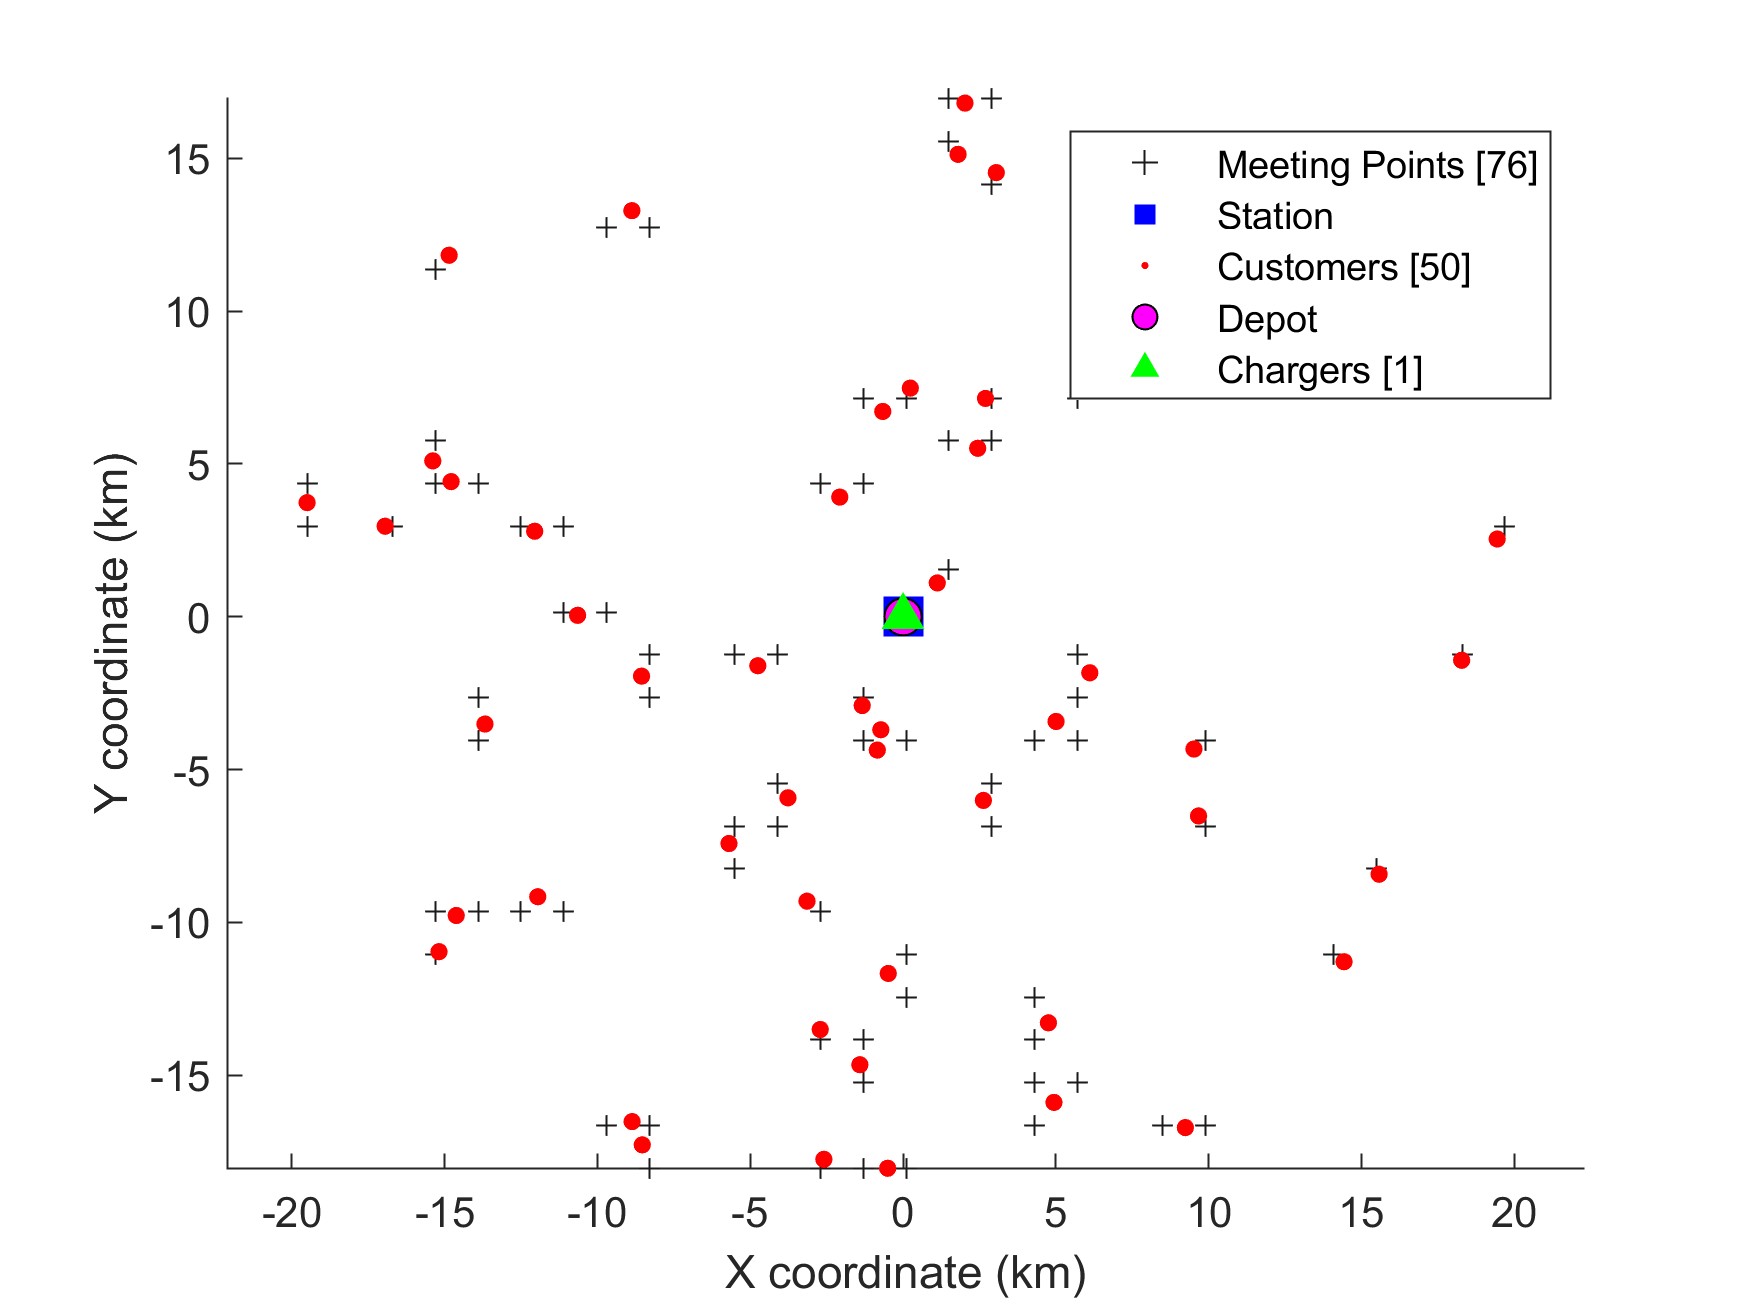 15
10
5
0
-5
-10
-15
Y coordinate (km)
Meeting Points [76]
Station
Customers [50]
Depot
Chargers [1]
-20 -15 -10 -5 0 5 10 15 20
X coordinate (km)